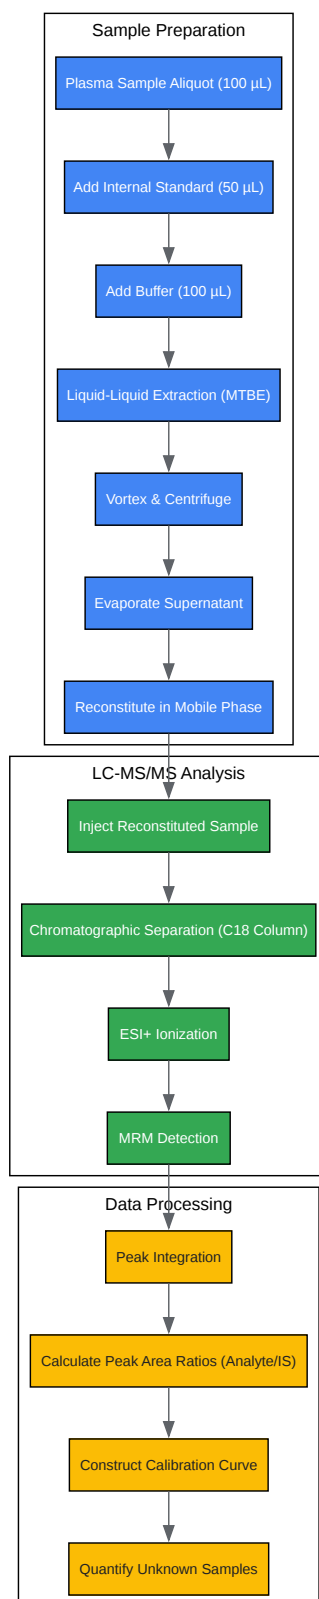 Sample Preparation
Plasma Sample Aliquot (100 µL)
Add Internal Standard (50 µL)
Add Buffer (100 µL)
Liquid-Liquid Extraction (MTBE)
Vortex & Centrifuge
Evaporate Supernatant
Reconstitute in Mobile Phase
LC-MS/MS Analysis
Inject Reconstituted Sample
Chromatographic Separation (C18 Column)
ESI+ Ionization
MRM Detection
Data Processing
Peak Integration
Calculate Peak Area Ratios (Analyte/IS)
Construct Calibration Curve
Quantify Unknown Samples